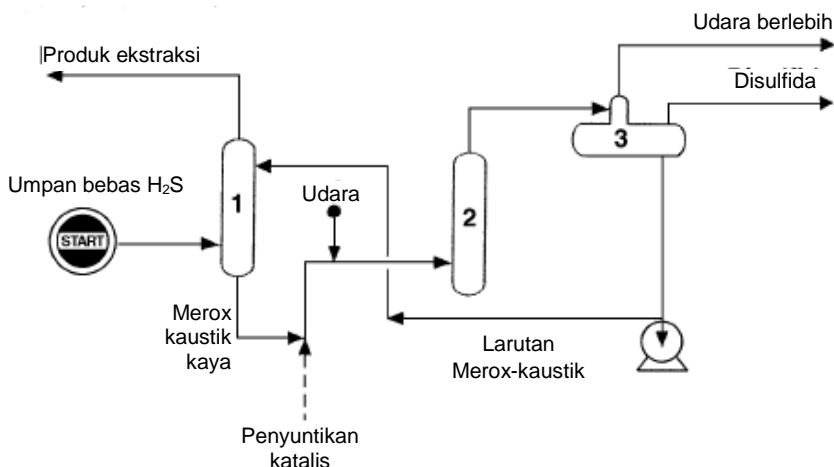 Udara berlebih
Produk ekstraksi
Disulfida
3
Umpan bebas H₂S
Udara
1
2
START
Merox
kaustik
kaya
Larutan
Merox-kaustik
Penyuntikan
katalis